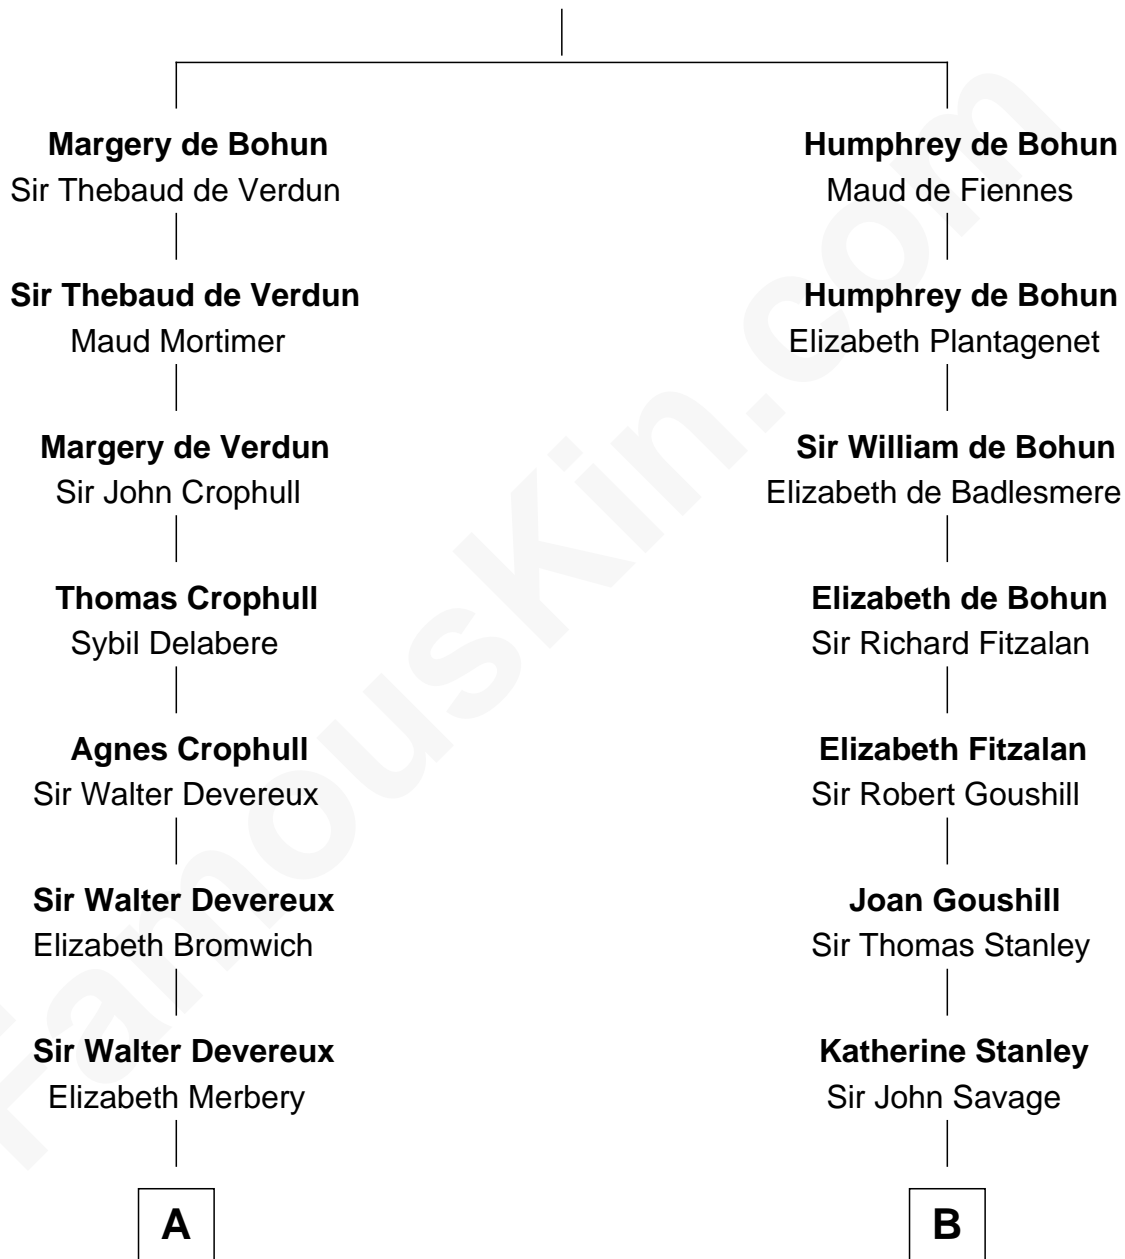 Margery de Bohun
Sir Thebaud de Verdun
Humphrey de Bohun
Maud de Fiennes
Sir Thebaud de Verdun
Maud Mortimer
Humphrey de Bohun
Elizabeth Plantagenet
Margery de Verdun
Sir John Crophull
Sir William de Bohun
Elizabeth de Badlesmere
Thomas Crophull
Sybil Delabere
Elizabeth de Bohun
Sir Richard Fitzalan
Agnes Crophull
Sir Walter Devereux
Elizabeth Fitzalan
Sir Robert Goushill
Sir Walter Devereux
Elizabeth Bromwich
Joan Goushill
Sir Thomas Stanley
Sir Walter Devereux
Elizabeth Merbery
Katherine Stanley
Sir John Savage
A
B
FamousKin.com